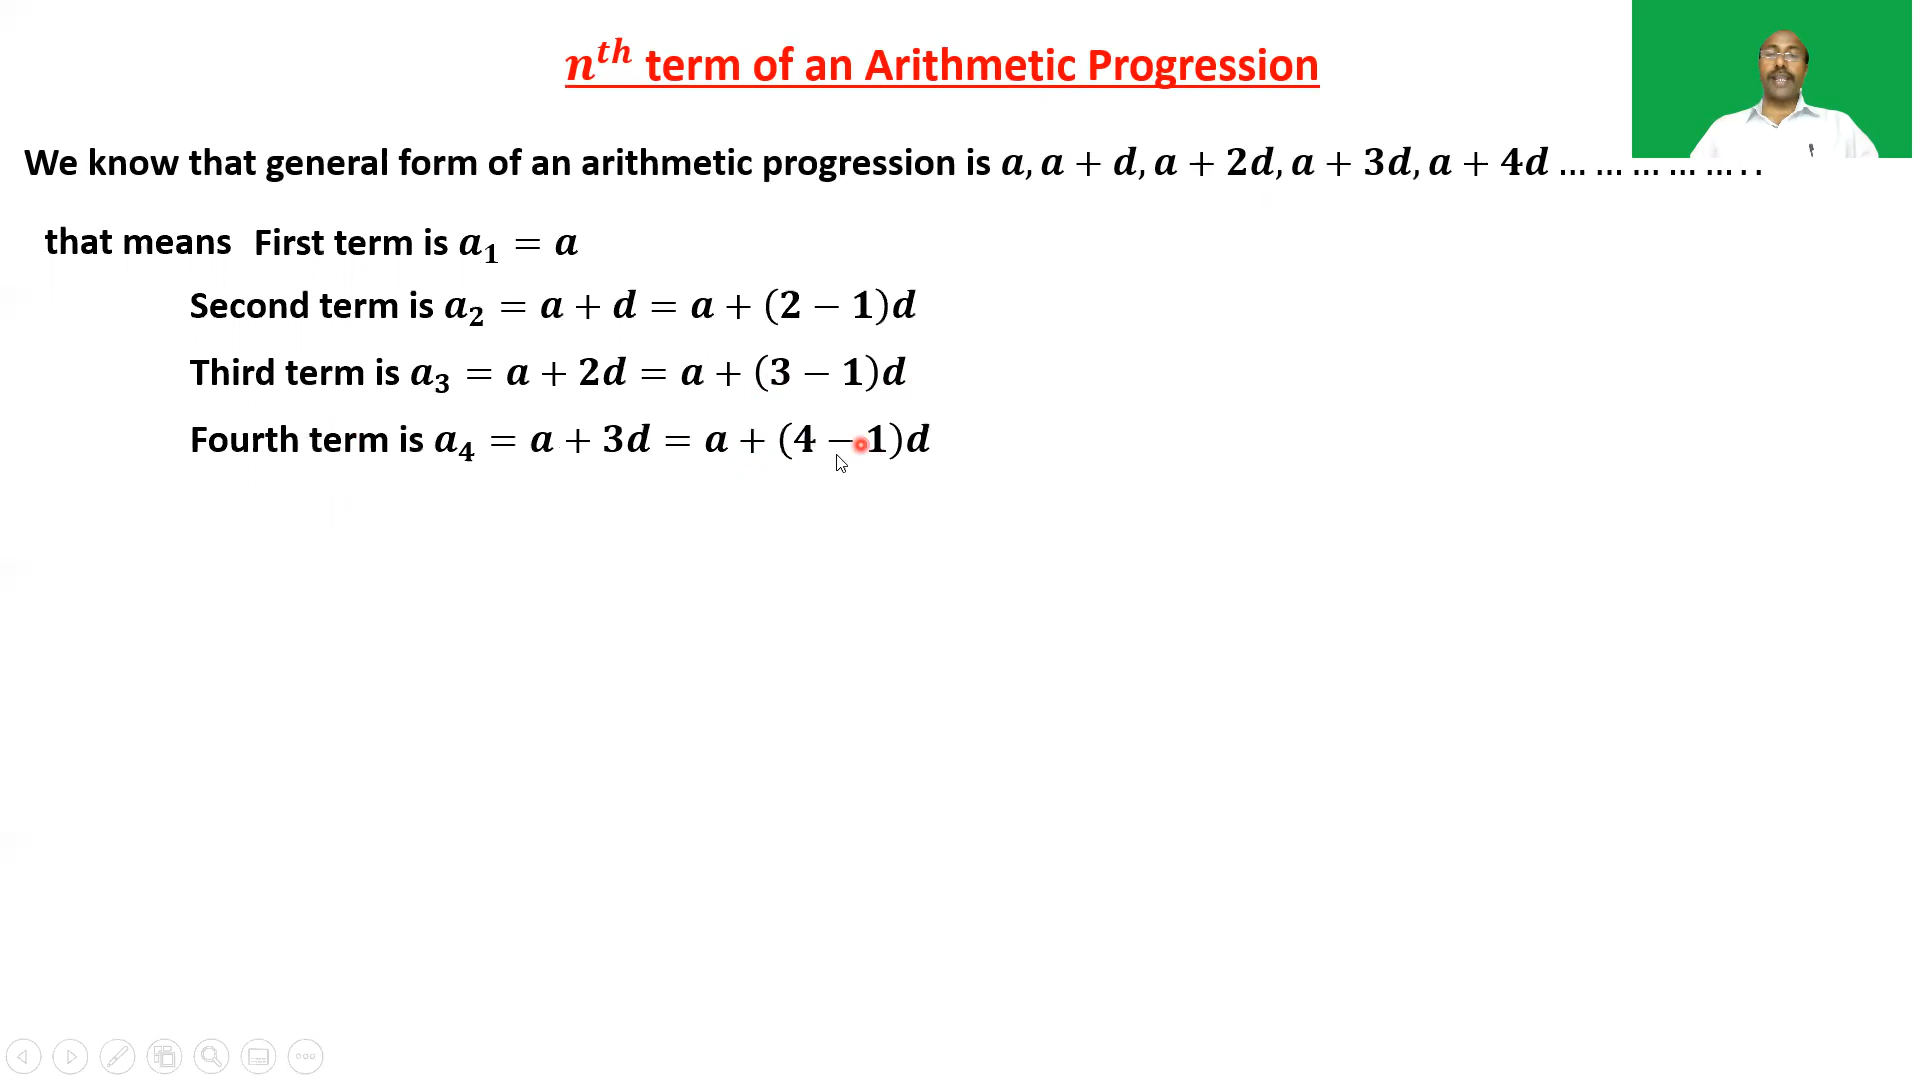 nᵗʰ term of an Arithmetic Progression
We know that general form of an arithmetic progression is a, a + d, a + 2d, a + 3d, a + 4d … … … … … . .
that means First term is a₁ = a
Second term is a₂ = a + d = a + (2 − 1)d
Third term is a₃ = a + 2d = a + (3 − 1)d
Fourth term is a₄ = a + 3d = a + (4 − 1)d